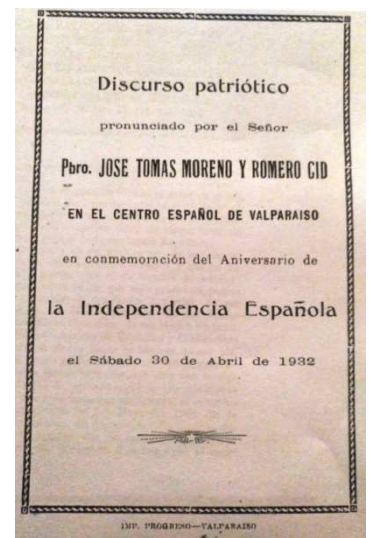 Discurso patriótico
pronunciado por el Señor
Pbro. JOSE TOMAS MORENO Y ROMERO CID
EN EL CENTRO ESPAÑOL DE VALPARAISO
en conmemoración del Aniversario de
la Independencia Española
el Sábado 30 de Abril de 1932
IMP. PROGRESO—VALPARAISO